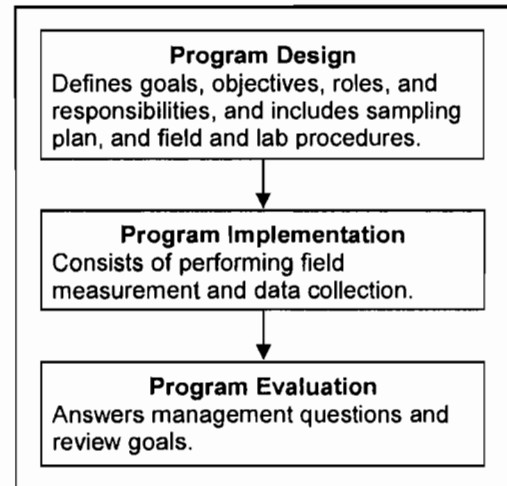 Program Design
Defines goals, objectives, roles, and
responsibilities, and includes sampling
plan, and field and lab procedures.
Program Implementation
Consists of performing field
measurement and data collection.
Program Evaluation
Answers management questions and
review goals.